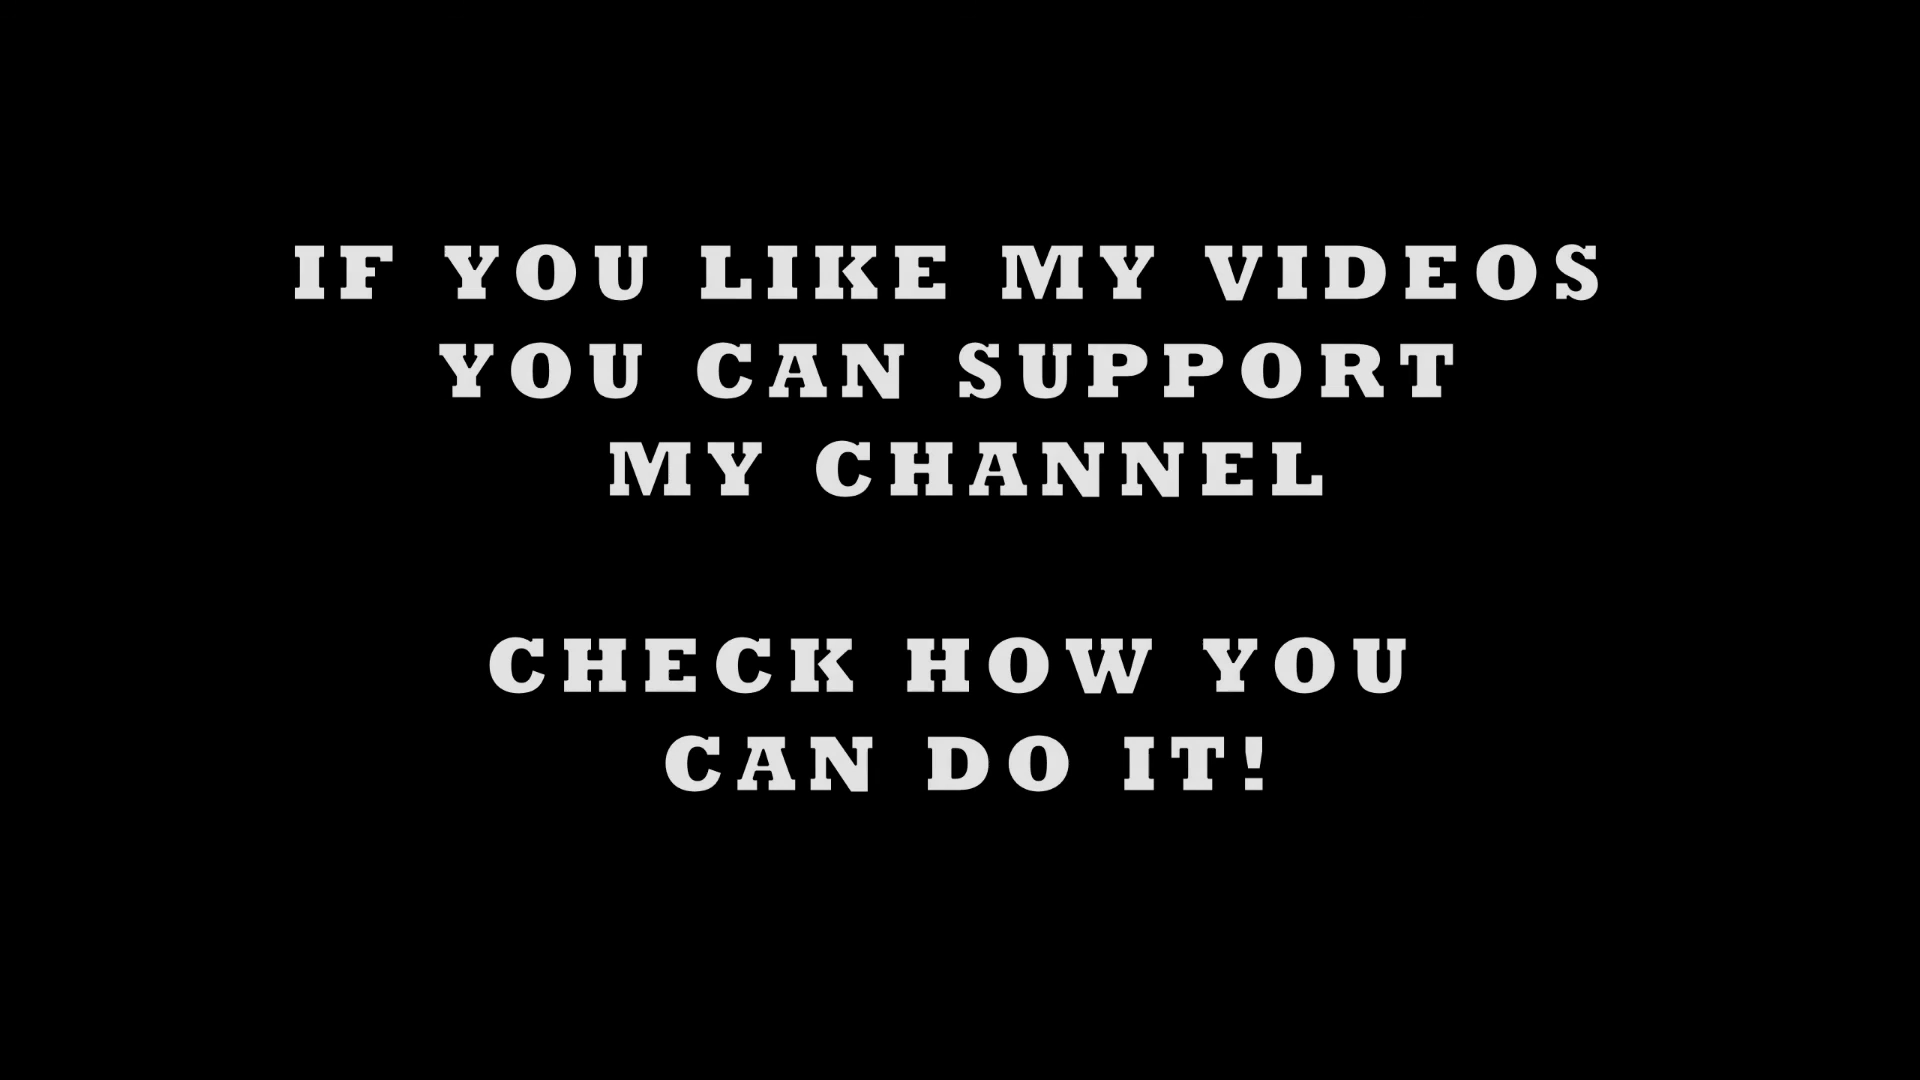 IF YOU LIKE MY VIDEOS
YOU CAN SUPPORT
MY CHANNEL
CHECK HOW YOU
CAN DO IT!